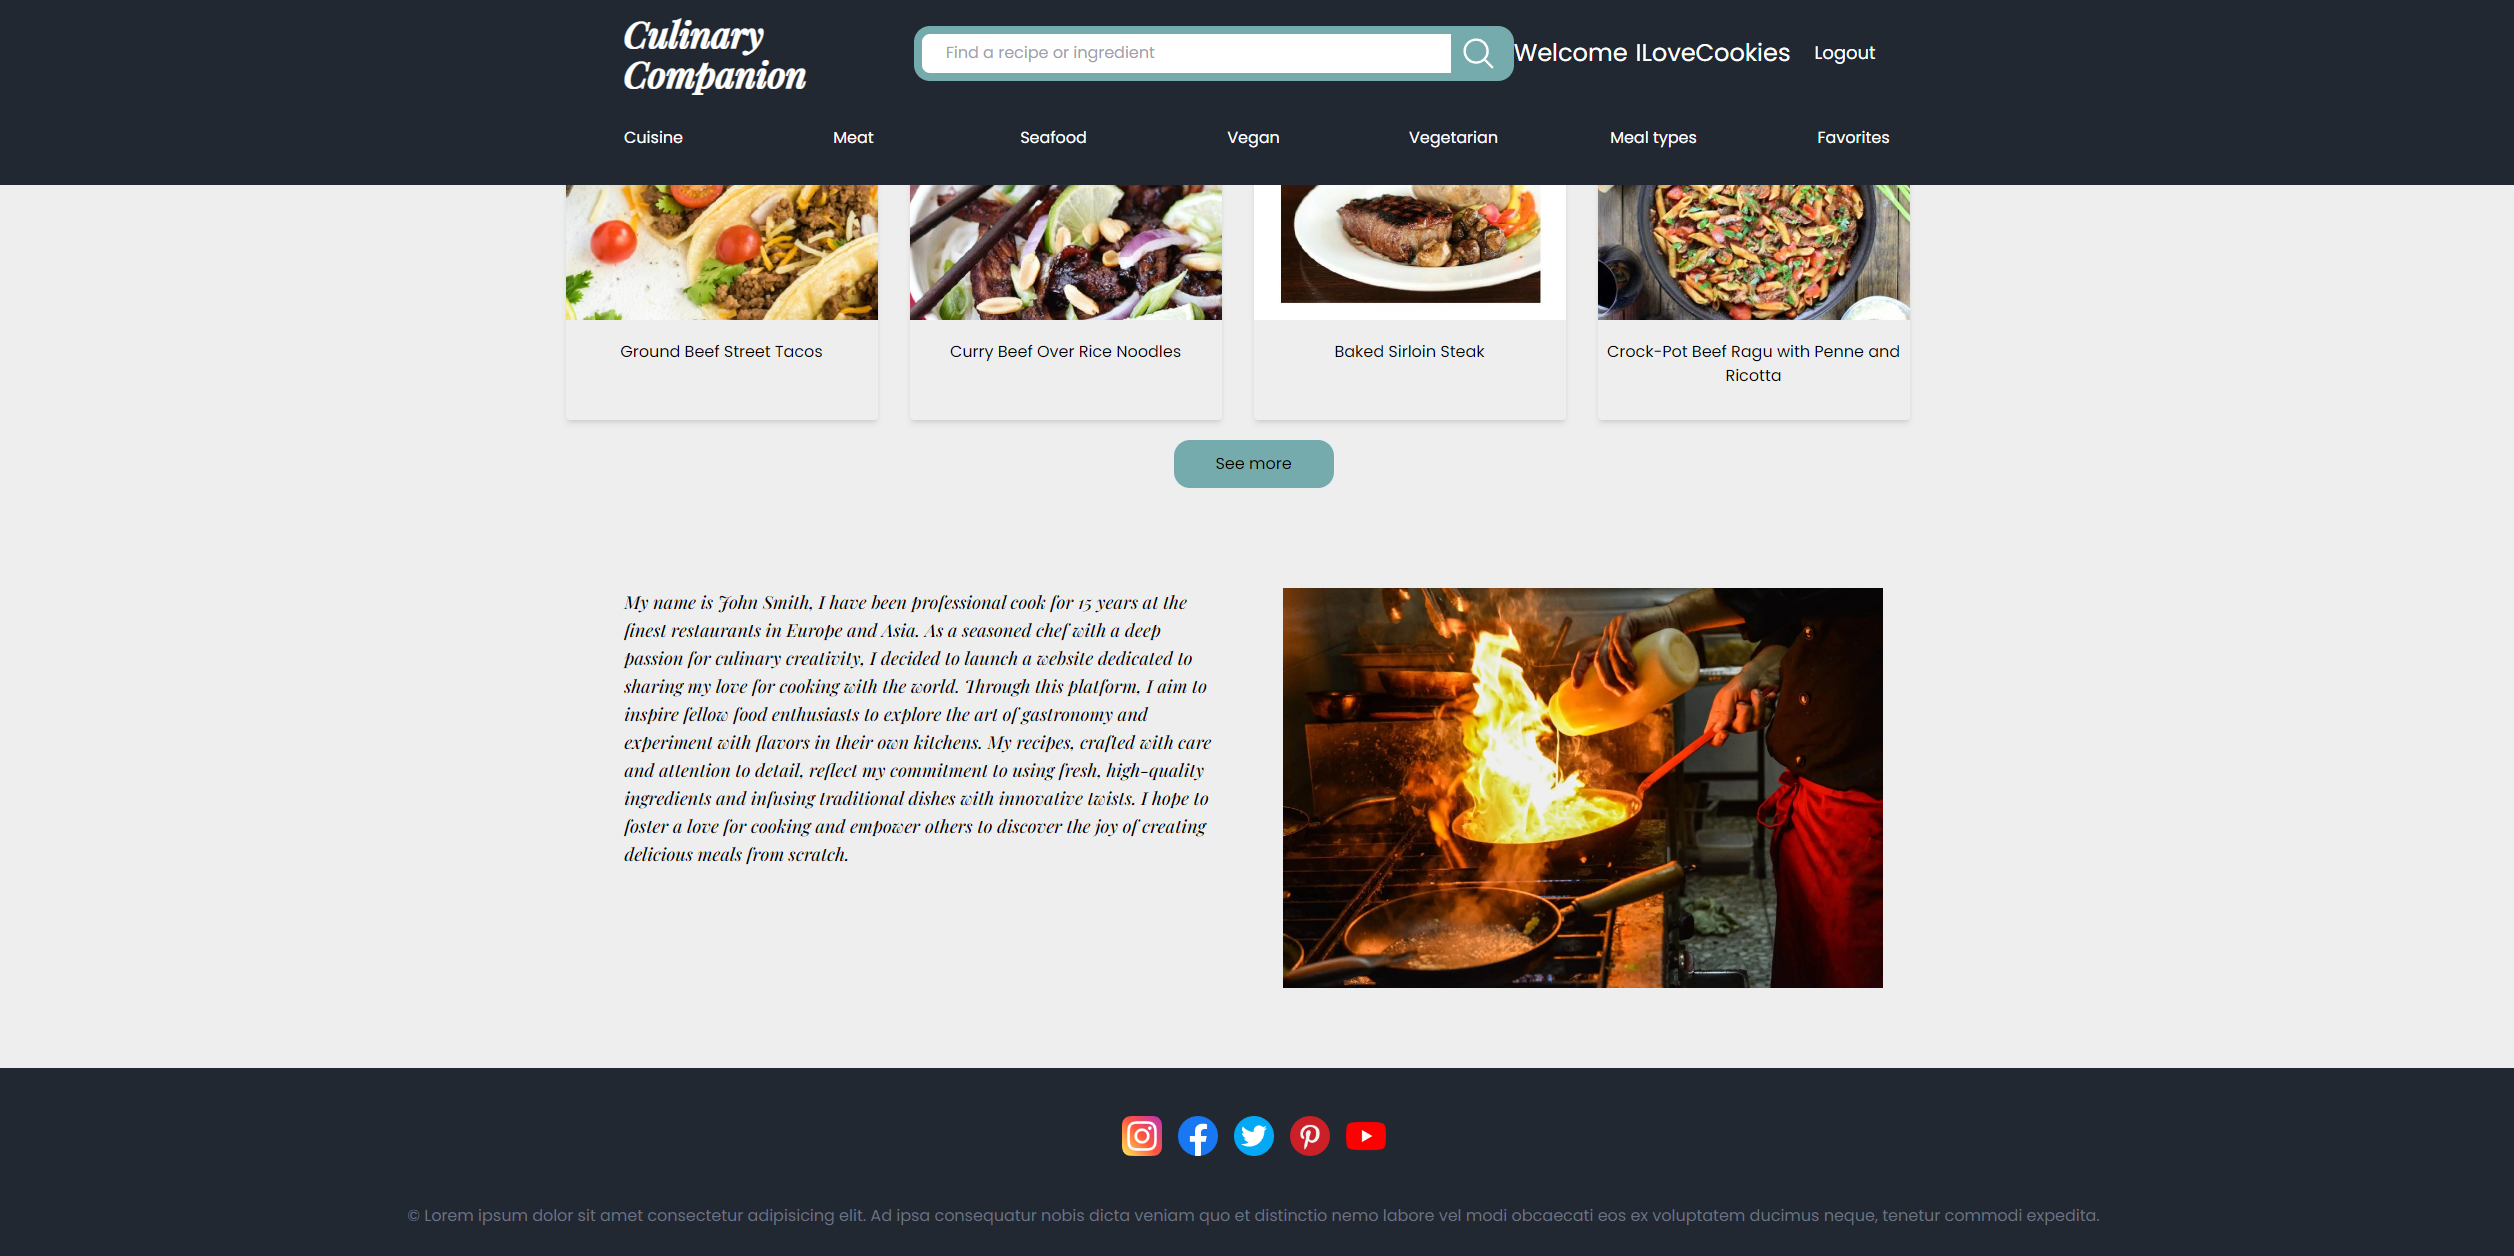 Culinary
Companion
Find a recipe or ingredient
Welcome ILoveCookies
Logout
Cuisine
Meat
Seafood
Vegan
Vegetarian
Meal types
Favorites
Ground Beef Street Tacos
Curry Beef Over Rice Noodles
Baked Sirloin Steak
Crock-Pot Beef Ragu with Penne and
Ricotta
See more
My name is John Smith, I have been professional cook for 15 years at the
finest restaurants in Europe and Asia. As a seasoned chef with a deep
passion for culinary creativity, I decided to launch a website dedicated to
sharing my love for cooking with the world. Through this platform, I aim to
inspire fellow food enthusiasts to explore the art of gastronomy and
experiment with flavors in their own kitchens. My recipes, crafted with care
and attention to detail, reflect my commitment to using fresh, high-quality
ingredients and infusing traditional dishes with innovative twists. I hope to
foster a love for cooking and empower others to discover the joy of creating
delicious meals from scratch.
© Lorem ipsum dolor sit amet consectetur adipisicing elit. Ad ipsa consequatur nobis dicta veniam quo et distinctio nemo labore vel modi obcaecati eos ex voluptatem ducimus neque, tenetur commodi expedita.